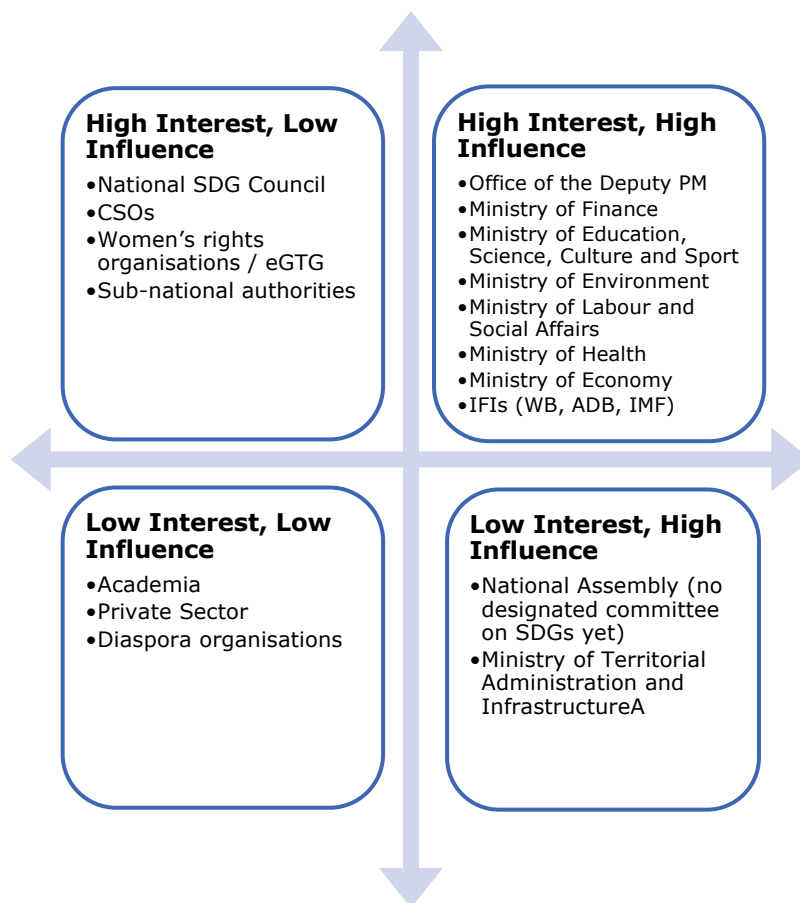 High Interest, Low
Influence
•National SDG Council
•CSOs
•Women's rights
organisations / eGTG
•Sub-national authorities
High Interest, High
Influence
•Office of the Deputy PM
•Ministry of Finance
•Ministry of Education,
Science, Culture and Sport
•Ministry of Environment
•Ministry of Labour and
Social Affairs
•Ministry of Health
•Ministry of Economy
•IFIs (WB, ADB, IMF)
Low Interest, Low
Influence
•Academia
•Private Sector
•Diaspora organisations
Low Interest, High
Influence
•National Assembly (no
designated committee
on SDGs yet)
•Ministry of Territorial
Administration and
InfrastructureA